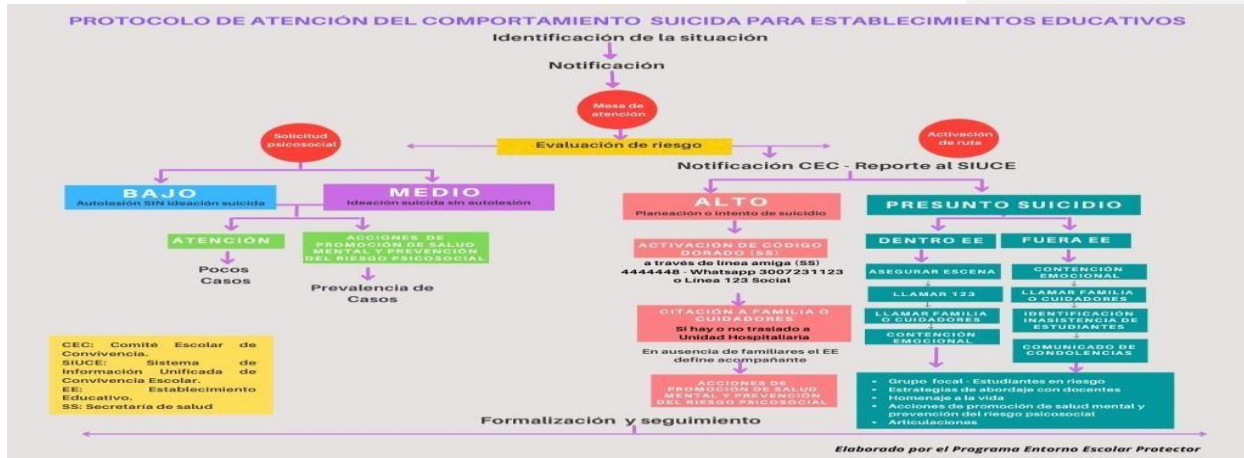 PROTOCOLO DE ATENCIÓN DEL COMPORTAMIENTO SUICIDA PARA ESTABLECIMIENTOS EDUCATIVOS
Identificación de la situación
Notificación
Mesa de
atención
Evaluación de riesgo
Solicitud
psicosocial
BAJO
Autolesión SIN ideación suicida
MEDIO
Ideación suicida sin autolesión
ATENCIÓN
Pocos
Casos
ACCIONES DE
PROMOCIÓN DE SALUD
MENTAL Y PREVENCIÓN
DEL RIESGO PSICOSOCIAL
Prevalencia de
Casos
Activación
de ruta
Notificación CEC - Reporte al SIUCE
ALTO
Planeación o intento de suicidio
ACTIVACIÓN DE CÓDIGO
DORADO (SS)
a través de línea amiga (SS)
4444448 - Whatsapp 3007231123
o Línea 123 Social
CITACIÓN A FAMILIA O
CUIDADORES
Si hay o no traslado a
Unidad Hospitalaria
En ausencia de familiares el EE
define acompañante
ACCIONES DE
PROMOCIÓN DE SALUD
MENTAL Y PREVENCIÓN
DEL RIESGO PSICOSOCIAL
PRESUNTO SUICIDIO
DENTRO EE
ASEGURAR ESCENA
LLAMAR 123
LLAMAR FAMILIA
O CUIDADORES
CONTENCIÓN
EMOCIONAL
FUERA EE
CONTENCIÓN
EMOCIONAL
LLAMAR FAMILIA
O CUIDADORES
IDENTIFICACIÓN
INASISTENCIA DE
ESTUDIANTES
COMUNICADO DE
CONDOLENCIAS
• Grupo focal - Estudiantes en riesgo
• Estrategias de abordaje con docentes
• Homenaje a la vida
• Acciones de promoción de salud mental y
prevención del riesgo psicosocial
• Articulaciones
CEC: Comité Escolar de
Convivencia.
SIUCE: Sistema de
Información Unificada de
Convivencia Escolar.
EE: Establecimiento
Educativo.
SS: Secretaría de salud
Formalización y seguimiento
Elaborado por el Programa Entorno Escolar Protector